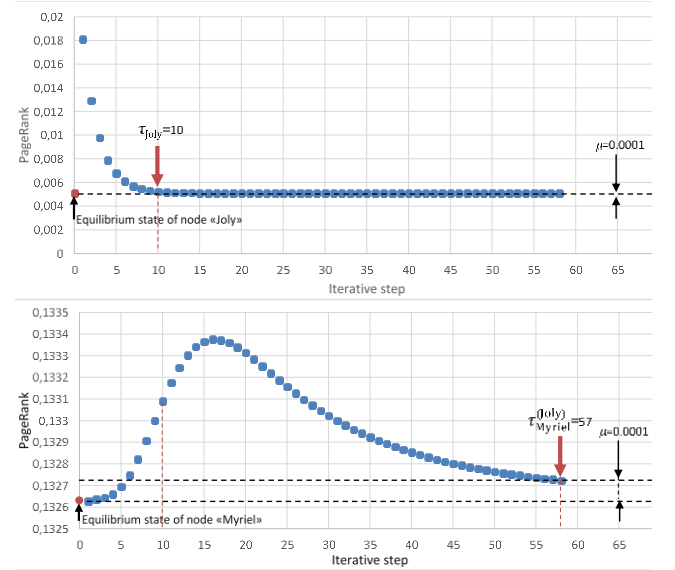 0,02
0,018
0,016
0,014
0,012
0,01
0,008
0,006
0,004
0,002
0
PageRank
τJoly=10
μ=0.0001
Equilibrium state of node «Joly»
0 5 10 15 20 25 30 35 40 45 50 55 60 65
Iterative step
0,1335
0,1334
0,1333
0,1332
0,1331
0,133
0,1329
0,1328
0,1327
0,1326
0,1325
PageRank
τ(Joly)Myriel=57
μ=0.0001
Equilibrium state of node «Myriel»
0 5 10 15 20 25 30 35 40 45 50 55 60 65
Iterative step